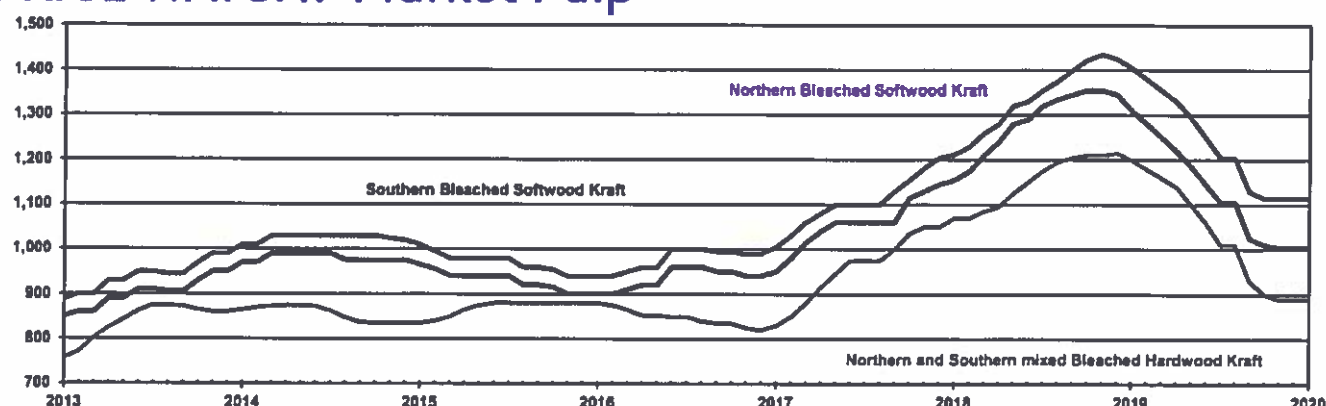 Market Pulp
1,500
1,400
Northern Bleached Softwood Kraft
1,300
1,200
Southern Bleached Softwood Kraft
1,100
1,000
900
800
Northern and Southern mixed Bleached Hardwood Kraft
700
2013 2014 2015 2016 2017 2018 2019 2020